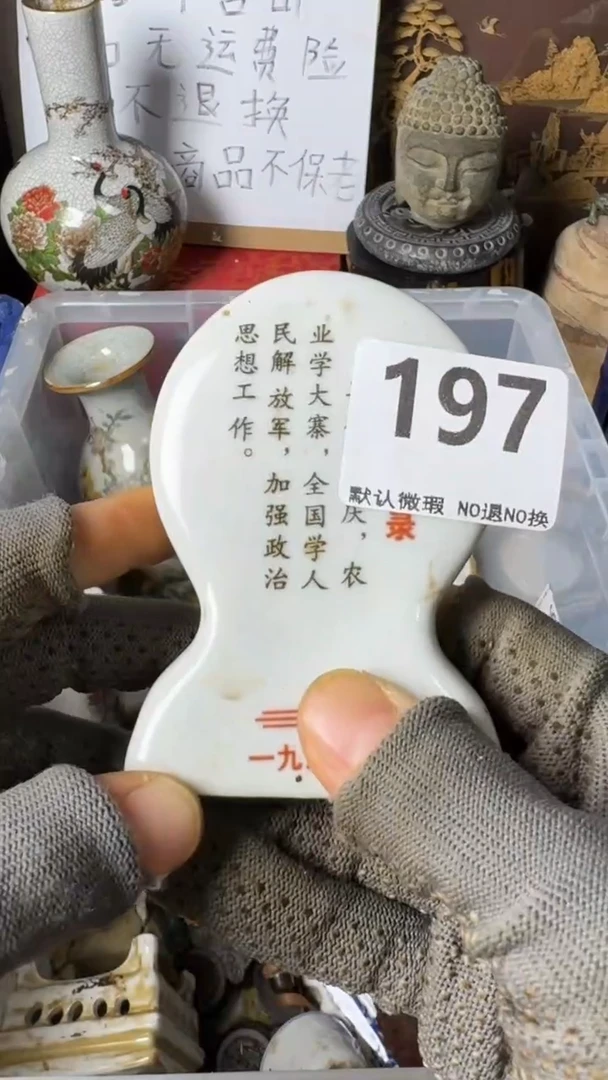 无运费险
不退换
商品不保老
197
默认微瑕 NO退NO换
录
庆，农
业学大寨，全国学人
民解放军，加强政治
思想工作。
一九